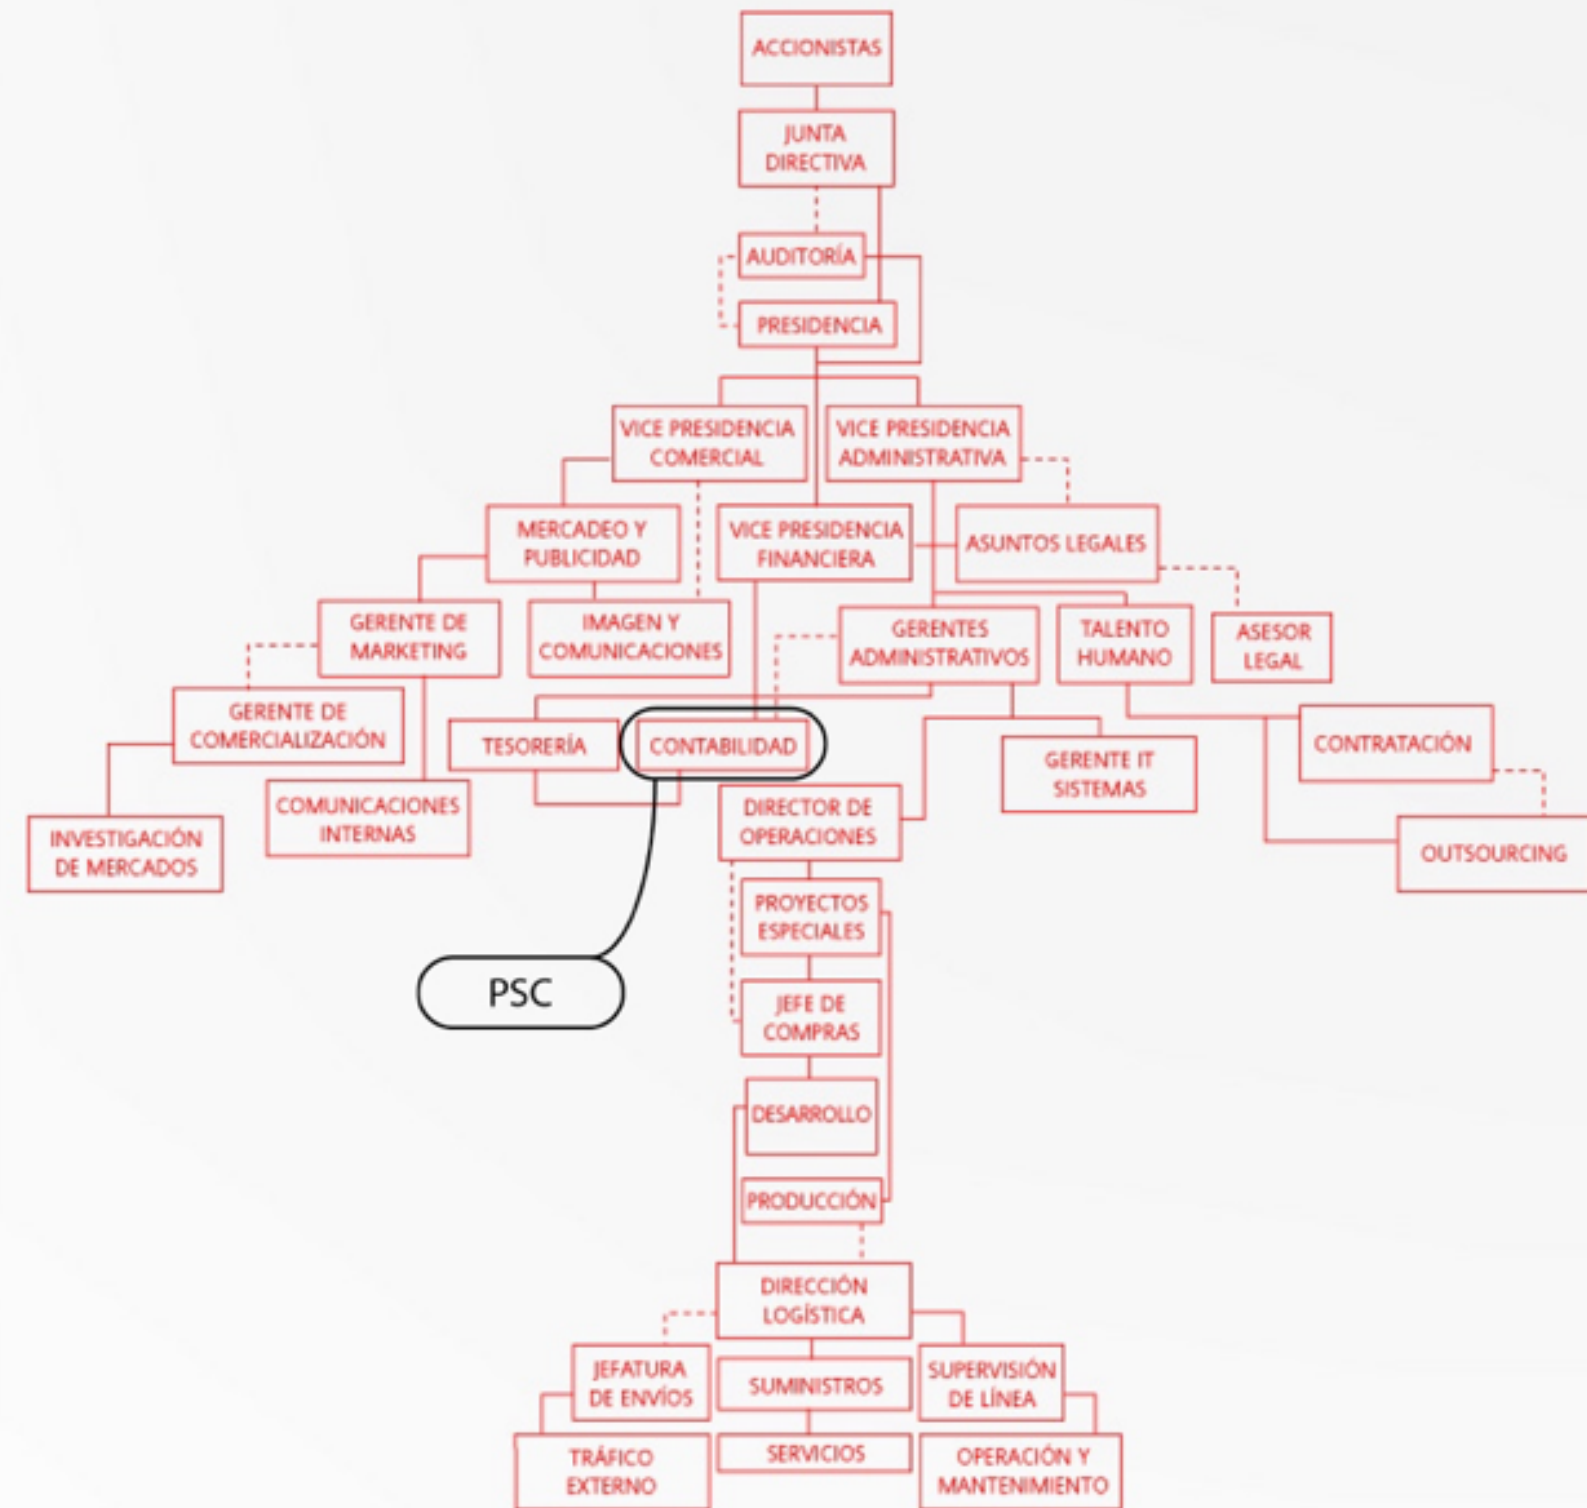 ACCIONISTAS
JUNTA
DIRECTIVA
AUDITORÍA
PRESIDENCIA
VICE PRESIDENCIA
COMERCIAL
VICE PRESIDENCIA
ADMINISTRATIVA
MERCADEO Y
PUBLICIDAD
VICE PRESIDENCIA
FINANCIERA
ASUNTOS LEGALES
GERENTE DE
MARKETING
IMAGEN Y
COMUNICACIONES
GERENTES
ADMINISTRATIVOS
TALENTO
HUMANO
ASESOR
LEGAL
GERENTE DE
COMERCIALIZACIÓN
TESORERÍA
CONTABILIDAD
GERENTE IT
SISTEMAS
CONTRATACIÓN
INVESTIGACIÓN
DE MERCADOS
COMUNICACIONES
INTERNAS
DIRECTOR DE
OPERACIONES
OUTSOURCING
PROYECTOS
ESPECIALES
PSC
JEFE DE
COMPRAS
DESARROLLO
PRODUCCIÓN
DIRECCIÓN
LOGÍSTICA
JEFATURA
DE ENVÍOS
SUMINISTROS
SUPERVISIÓN
DE LÍNEA
TRÁFICO
EXTERNO
SERVICIOS
OPERACIÓN Y
MANTENIMIENTO